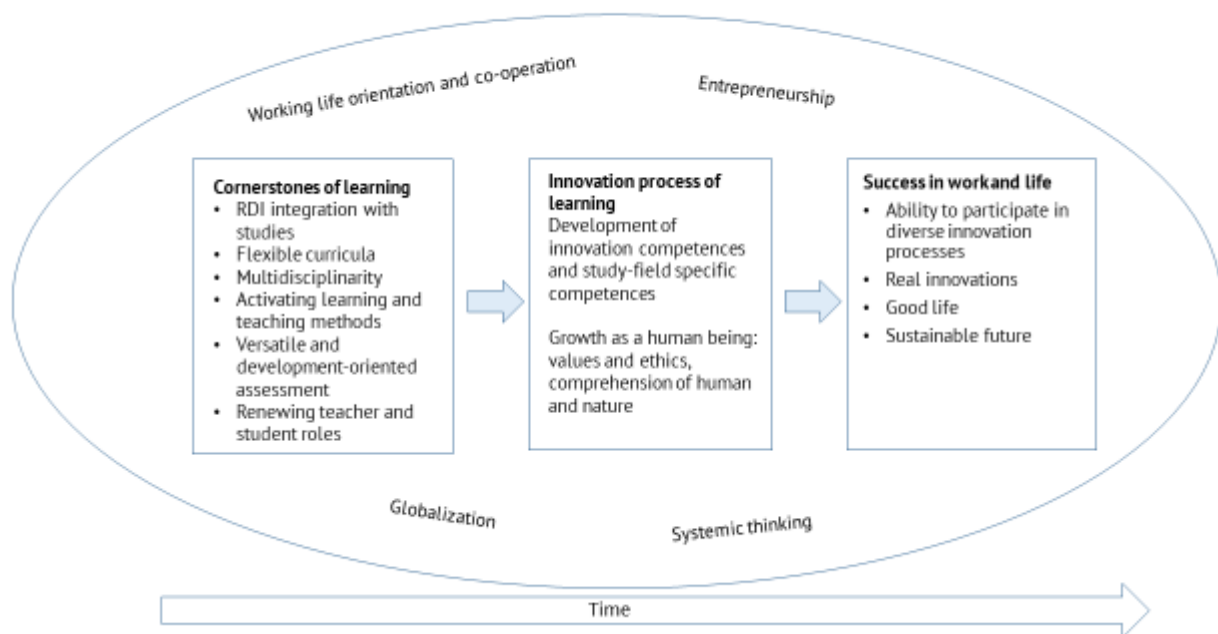 Working life orientation and co-operation
Entrepreneurship
Cornerstones of learning
• RDI integration with
studies
• Flexible curricula
• Multidisciplinarity
• Activating learning and
teaching methods
• Versatile and
development-oriented
assessment
• Renewing teacher and
student roles
Innovation process of
learning
Development of
innovation competences
and study-field specific
competences
Growth as a human being:
values and ethics,
comprehension of human
and nature
Success in workand life
• Ability to participate in
diverse innovation
processes
• Real innovations
• Good life
• Sustainable future
Globalization
Systemic thinking
Time